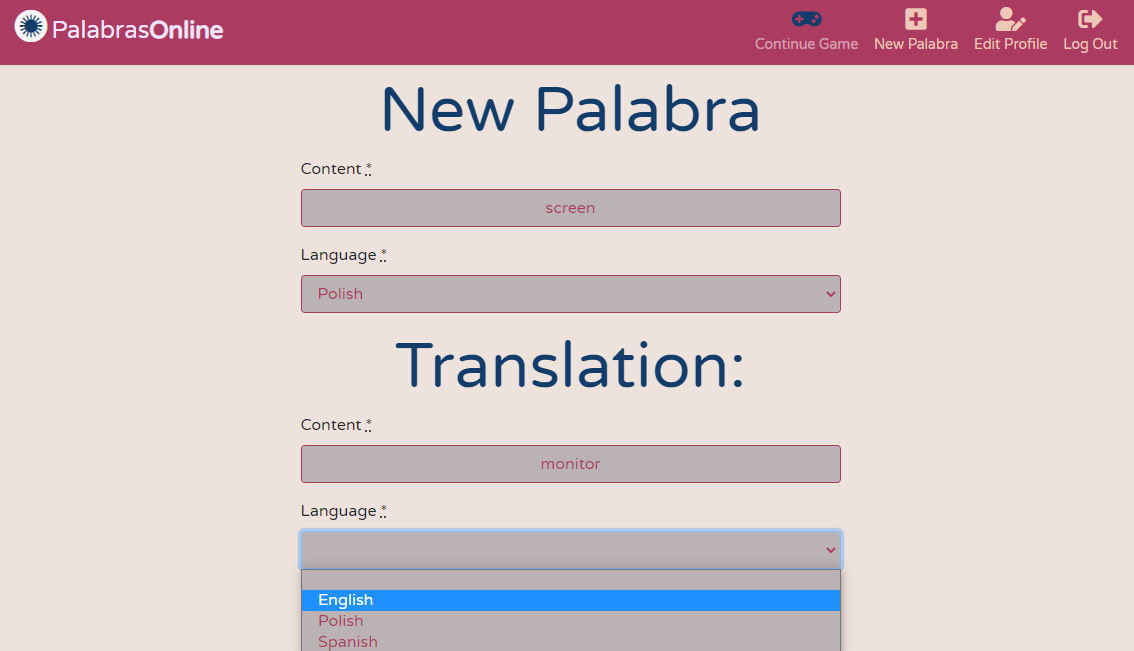 PalabrasOnline
Continue Game New Palabra Edit Profile Log Out
New Palabra
Content *
screen
Language *
Polish
Translation:
Content *
monitor
Language *
English
Polish
Spanish